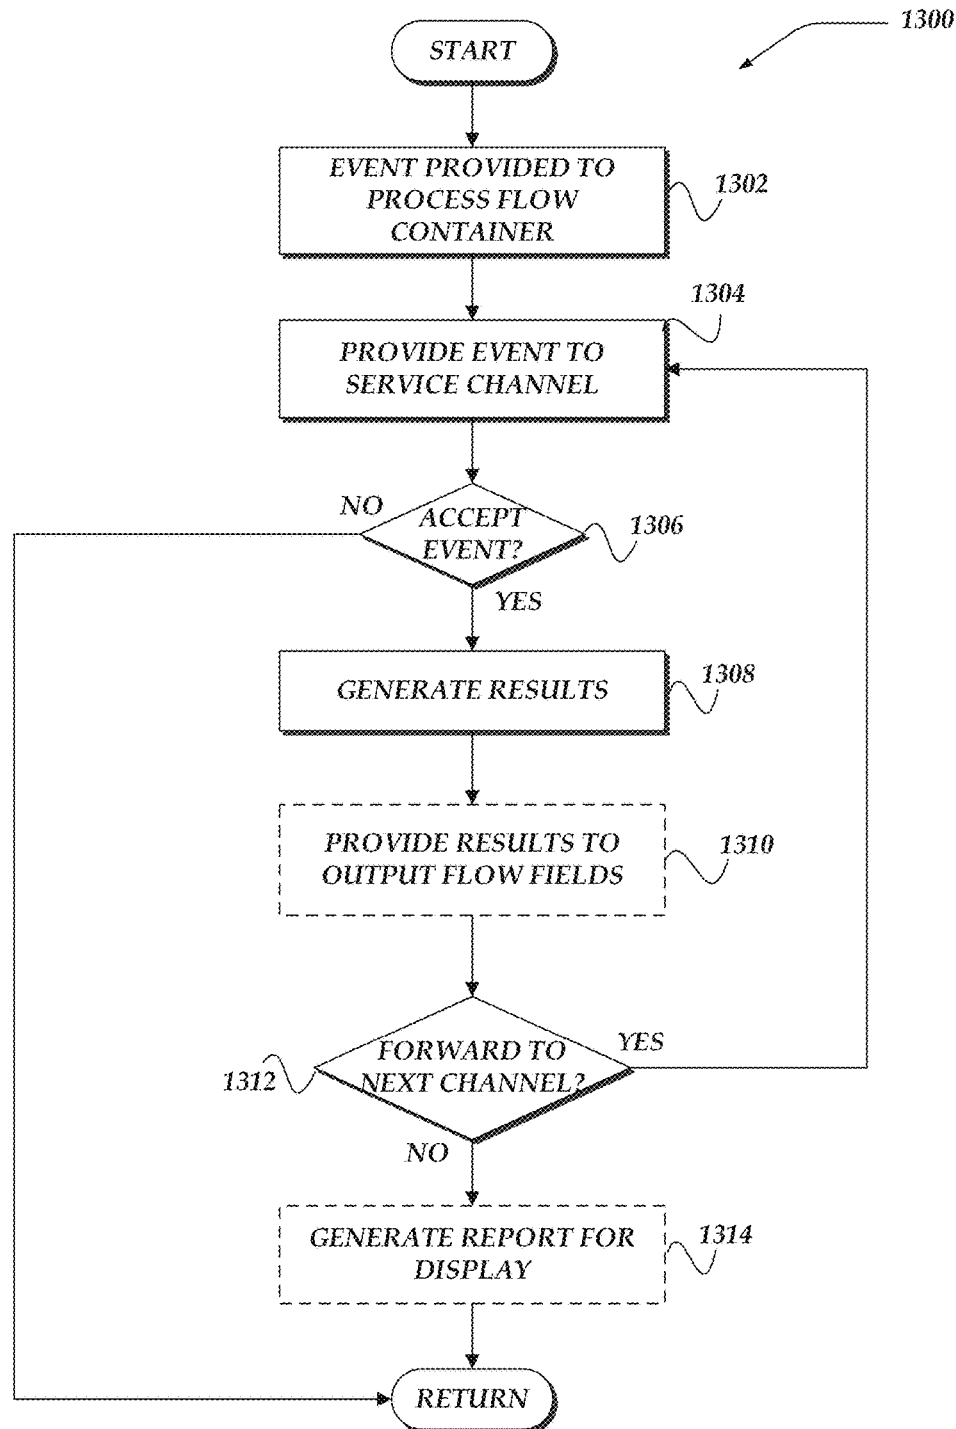 1300
START
EVENT PROVIDED TO
PROCESS FLOW
CONTAINER
1302
1304
PROVIDE EVENT TO
SERVICE CHANNEL
NO
ACCEPT
EVENT?
1306
YES
GENERATE RESULTS
1308
PROVIDE RESULTS TO
OUTPUT FLOW FIELDS
1310
YES
FORWARD TO
NEXT CHANNEL?
1312
NO
GENERATE REPORT FOR
DISPLAY
1314
RETURN